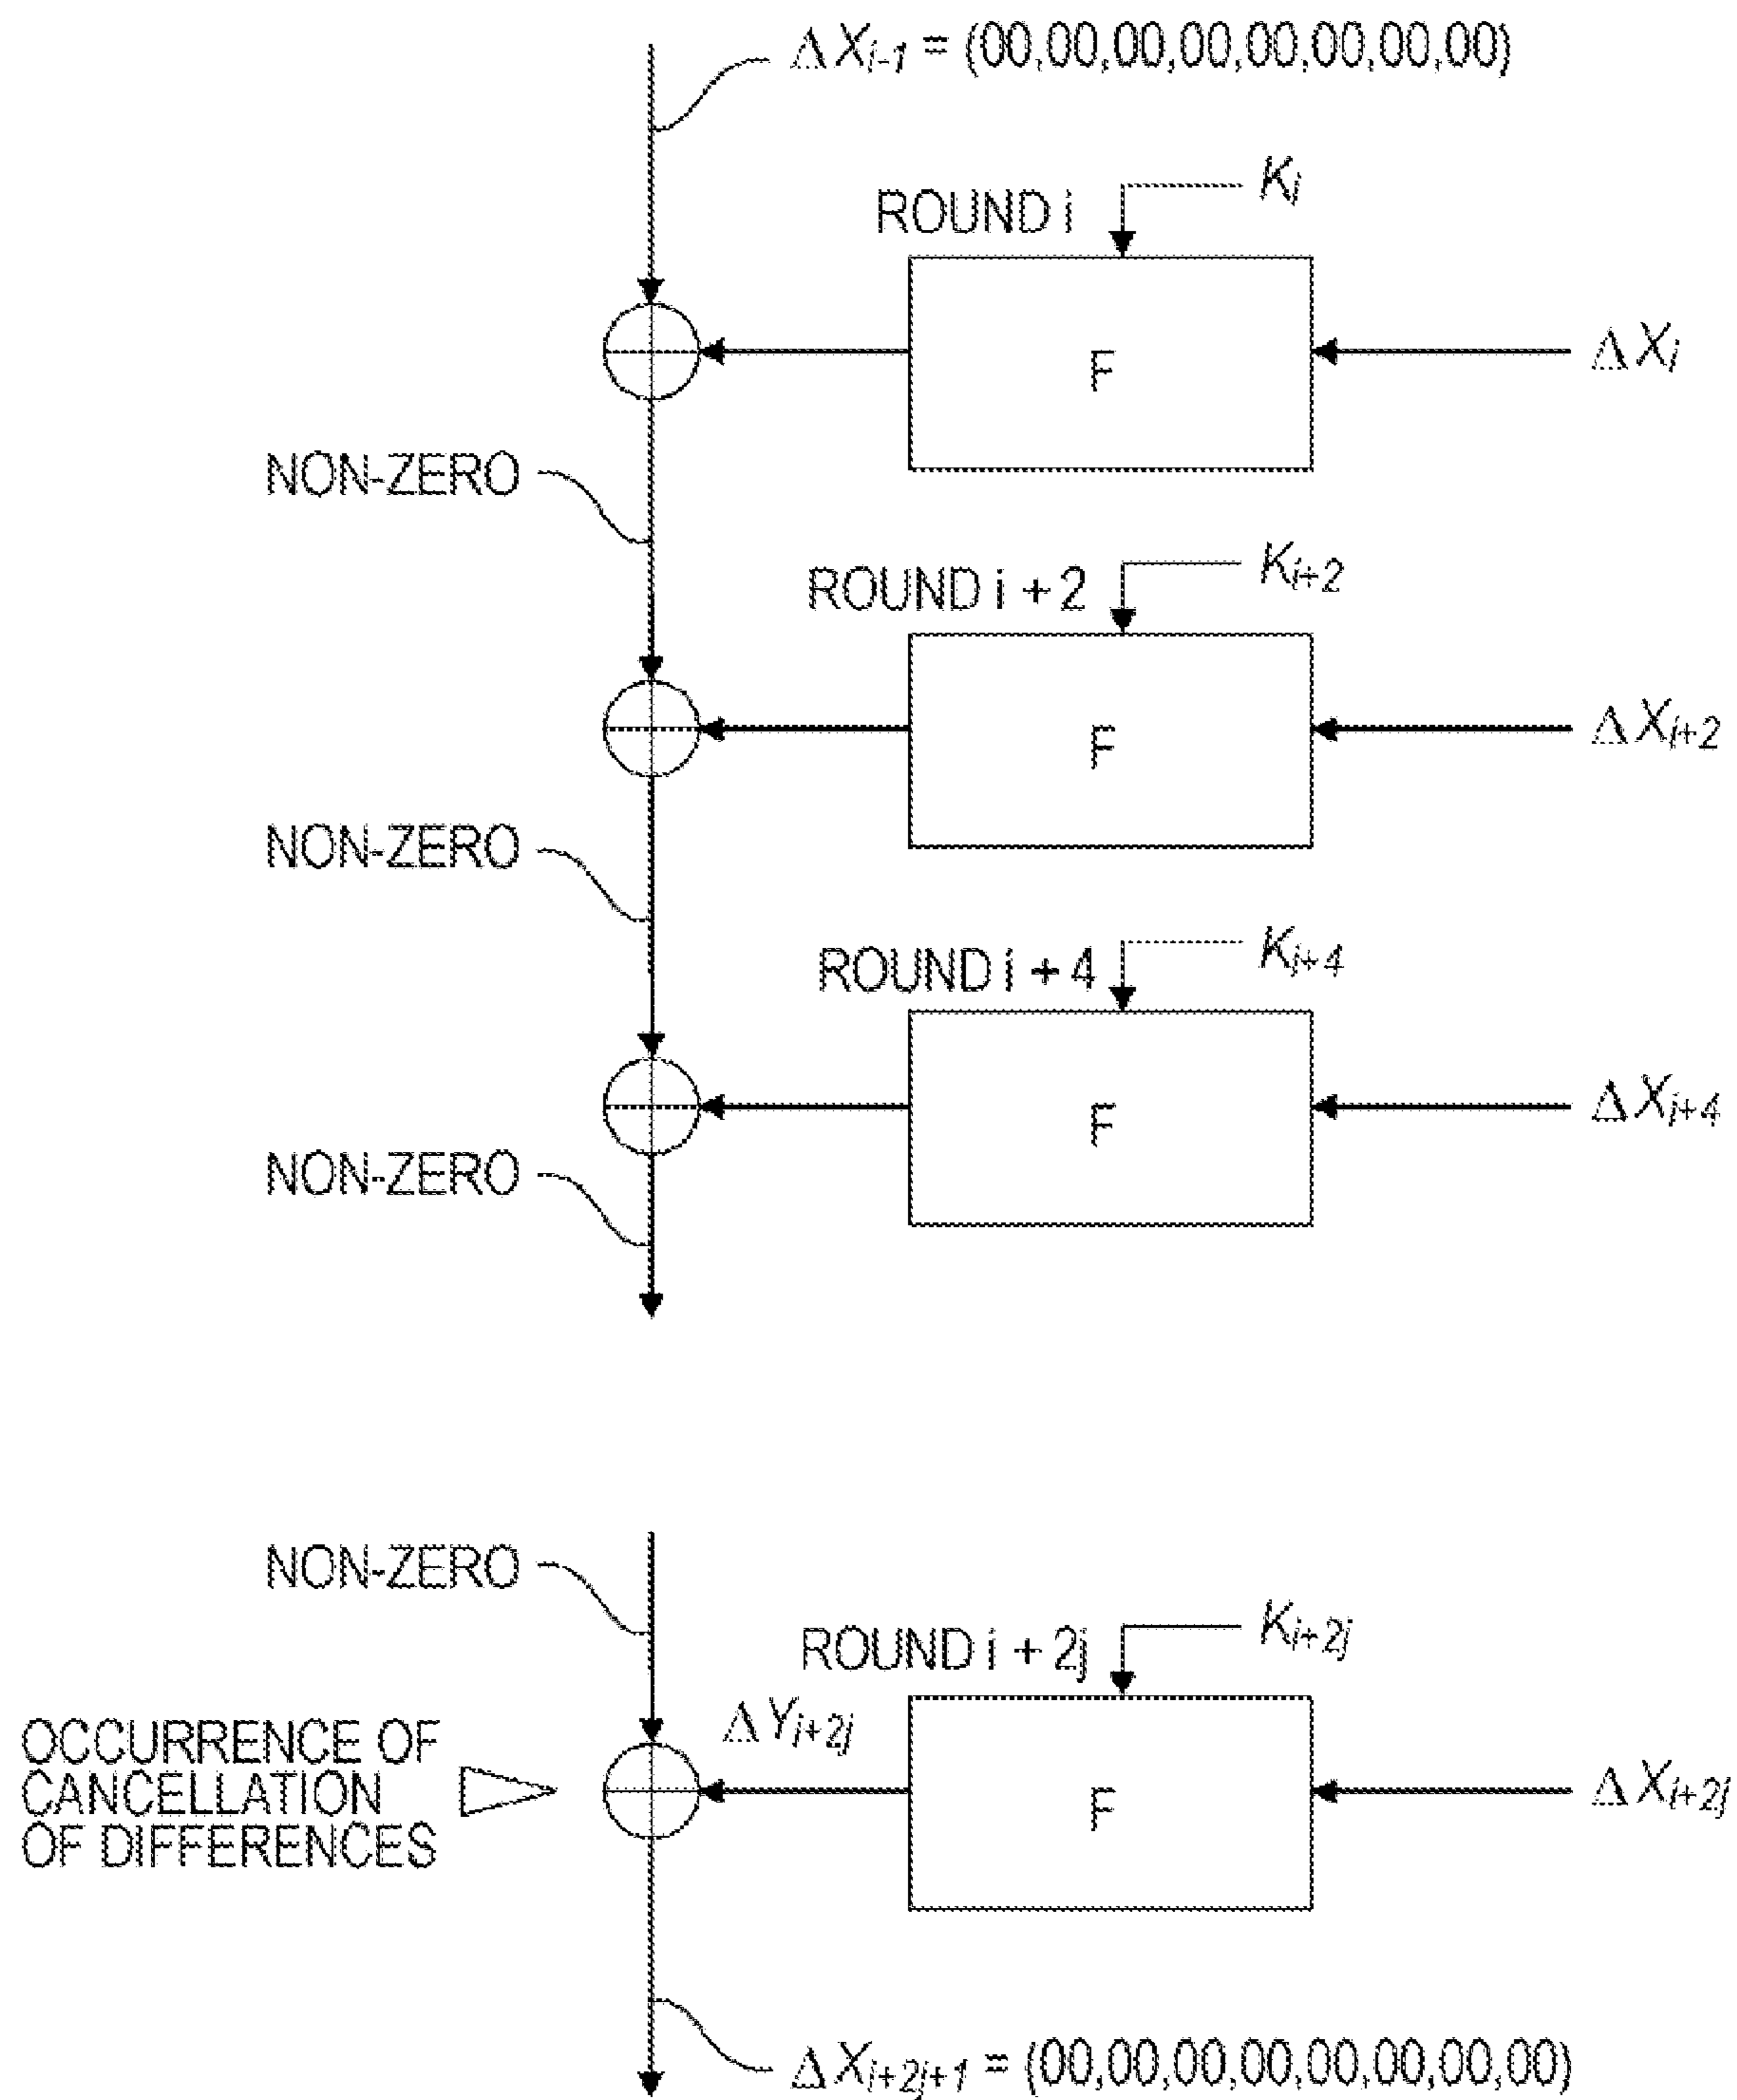 ΔXi-1 = (00,00,00,00,00,00,00,00)
Ki
ROUND i
F
ΔXi
NON-ZERO
Ki+2
ROUND i + 2
F
ΔXi+2
NON-ZERO
Ki+4
ROUND i + 4
F
ΔXi+4
NON-ZERO
NON-ZERO
Ki+2j
ROUND i + 2j
ΔYi+2j
F
ΔXi+2j
OCCURRENCE OF
CANCELLATION
OF DIFFERENCES
ΔXi+2j+1 = (00,00,00,00,00,00,00,00)